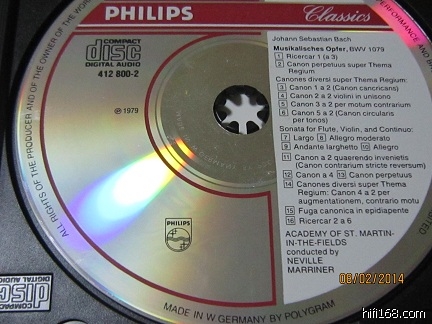 PHILIPS
Classics
COMPACT
disc
DIGITAL AUDIO
412 800-2
℗ 1979
Johann Sebastian Bach
Musikalisches Opfer, BWV 1079
1 Ricercar 1 (a 3)
2 Canon perpetuus super Thema
Regium
Canones diversi super Thema Regium:
3 Canon 1 a 2 (Canon cancricans)
4 Canon 2 a 2 violini in unisono
5 Canon 3 a 2 per motum contrarium
6 Canon 5 a 2 (Canon circularis
per tonos)
Sonata for Flute, Violin, and Continuo:
7 Largo 8 Allegro moderato
9 Andante larghetto 10 Allegro
11 Canon a 2 quaerendo invenietis
(Canon contrarium stricte reversum)
12 Canon a 4 13 Canon perpetuus
14 Canones diversi super Thema
Regium: Canon 4 a 2 per
augmentationem, contrario motu
15 Fuga canonica in epidiapente
16 Ricercar 2 a 6
ACADEMY OF ST. MARTIN-
IN-THE-FIELDS
conducted by
NEVILLE
MARRINER
PHILIPS
ALL RIGHTS OF THE PRODUCER AND OF THE OWNER OF THE
MADE IN W GERMANY BY POLYGRAM
COMPACT
disc
DIGITAL AUDIO
06/02/2014
hifi168.com